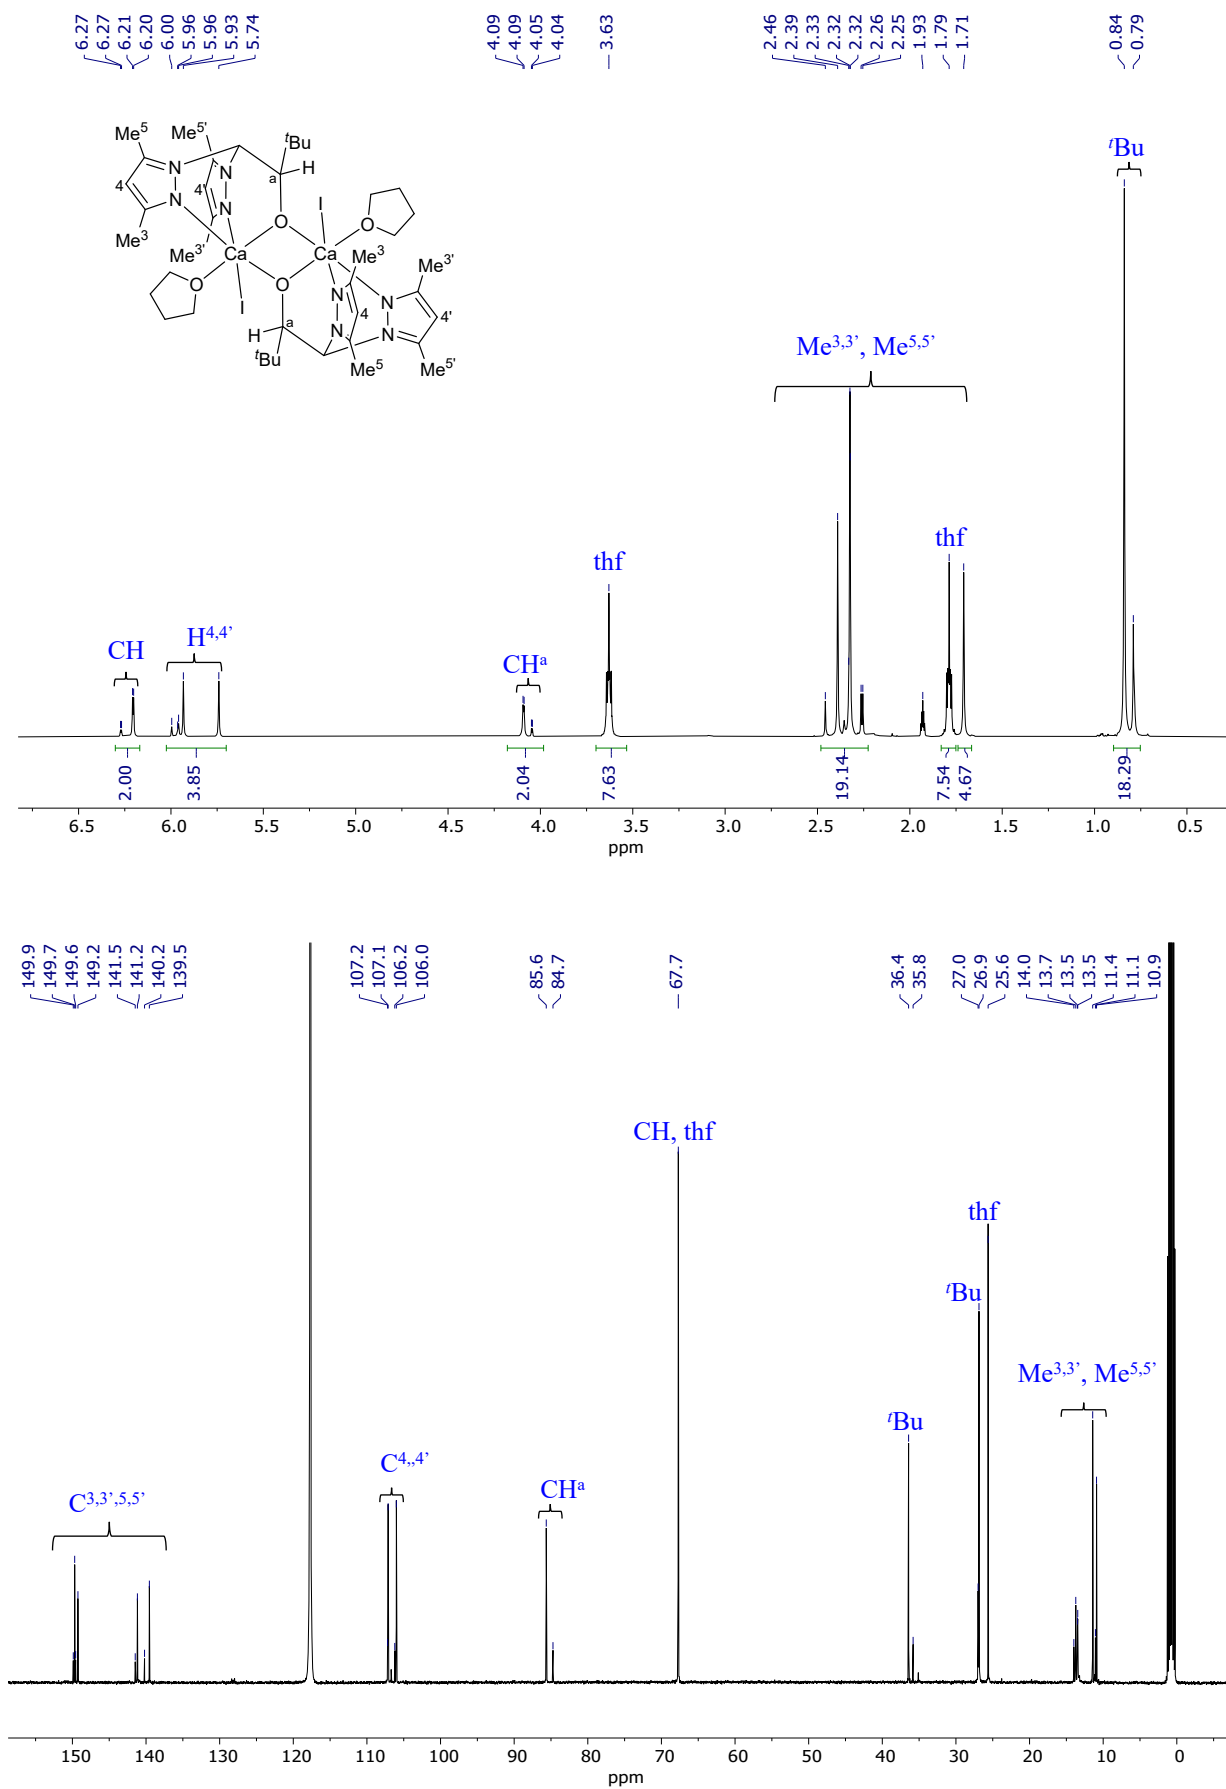 6.27 6.27 6.21 6.20 6.00 5.96 5.96 5.93 5.74 4.09 4.09 4.05 4.04 3.63 2.46 2.39 2.33 2.32 2.32 2.26 2.25 1.93 1.79 1.71 0.84 0.79
Me⁵ Me⁵' ᵗBu
N N a H
4 4' N N I
Me³ O O
Me³' Ca Ca Me³ Me³'
O O N N
I N 4 N 4'
H a
ᵗBu Me⁵ Me⁵'
ᵗBu
Me³,³', Me⁵,⁵'
thf thf
CH H⁴,⁴' CHᵃ
2.00 3.85 2.04 7.63 19.14 7.54 4.67 18.29
6.5 6.0 5.5 5.0 4.5 4.0 3.5 3.0 2.5 2.0 1.5 1.0 0.5
ppm
149.9 149.7 149.6 149.2 141.5 141.2 140.2 139.5 107.2 107.1 106.2 106.0 85.6 84.7 67.7 36.4 35.8 27.0 26.9 25.6 14.0 13.7 13.5 13.5 11.4 11.1 10.9
CH, thf
thf
ᵗBu
Me³,³', Me⁵,⁵'
ᵗBu
C⁴,,⁴'
CHᵃ
C³,³',⁵,⁵'
150 140 130 120 110 100 90 80 70 60 50 40 30 20 10 0
ppm